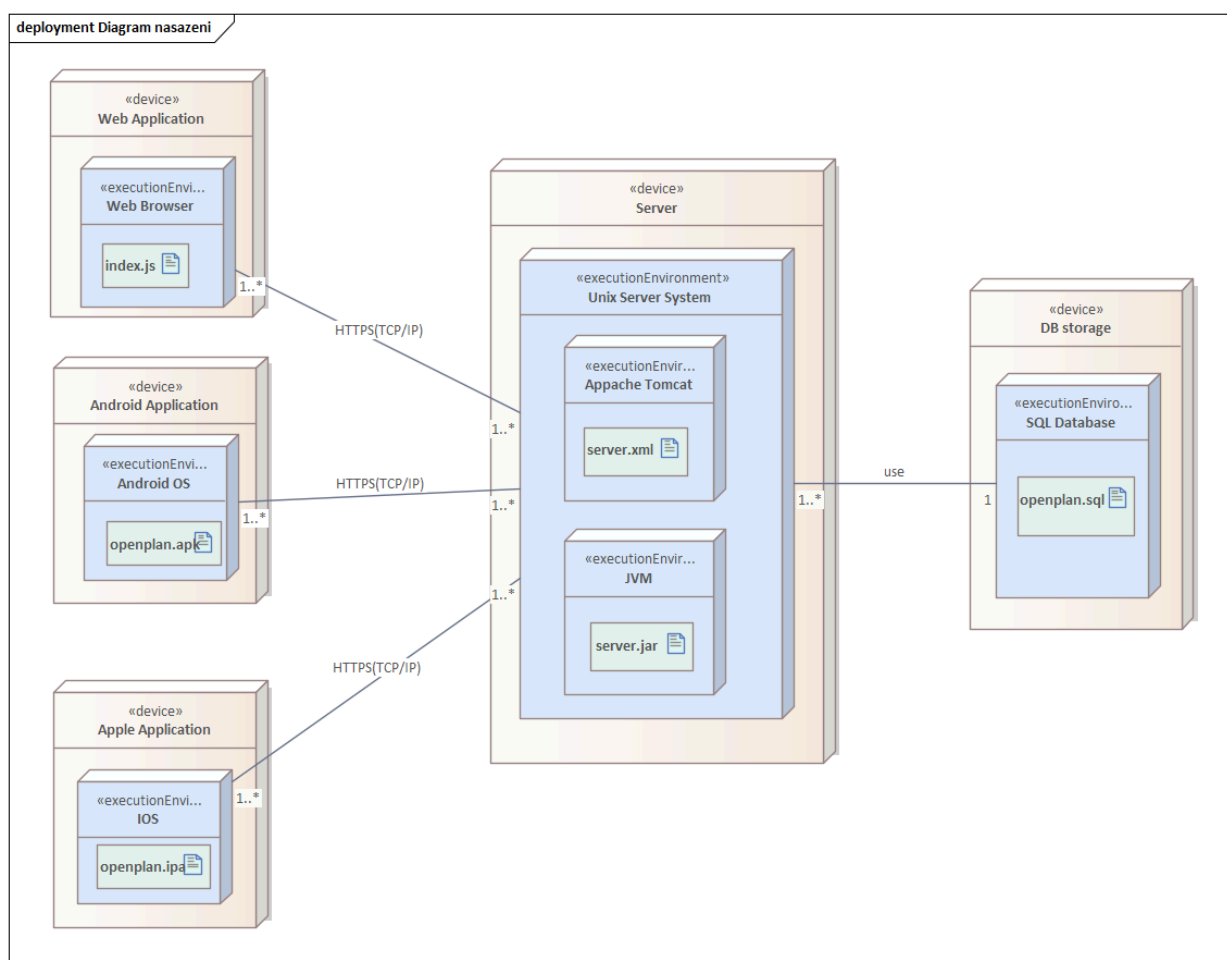 deployment Diagram nasazeni
«device»
Web Application
«executionEnvi...
Web Browser
index.js
1..*
HTTPS(TCP/IP)
1..*
«device»
Android Application
«executionEnvi...
Android OS
openplan.apk
1..*
HTTPS(TCP/IP)
1..*
«device»
Apple Application
«executionEnvi...
IOS
openplan.ipa
1..*
HTTPS(TCP/IP)
1..*
«device»
Server
«executionEnvironment»
Unix Server System
«executionEnvir...
Appache Tomcat
server.xml
«executionEnvir...
JVM
server.jar
1..*
use
1
«device»
DB storage
«executionEnviro...
SQL Database
openplan.sql